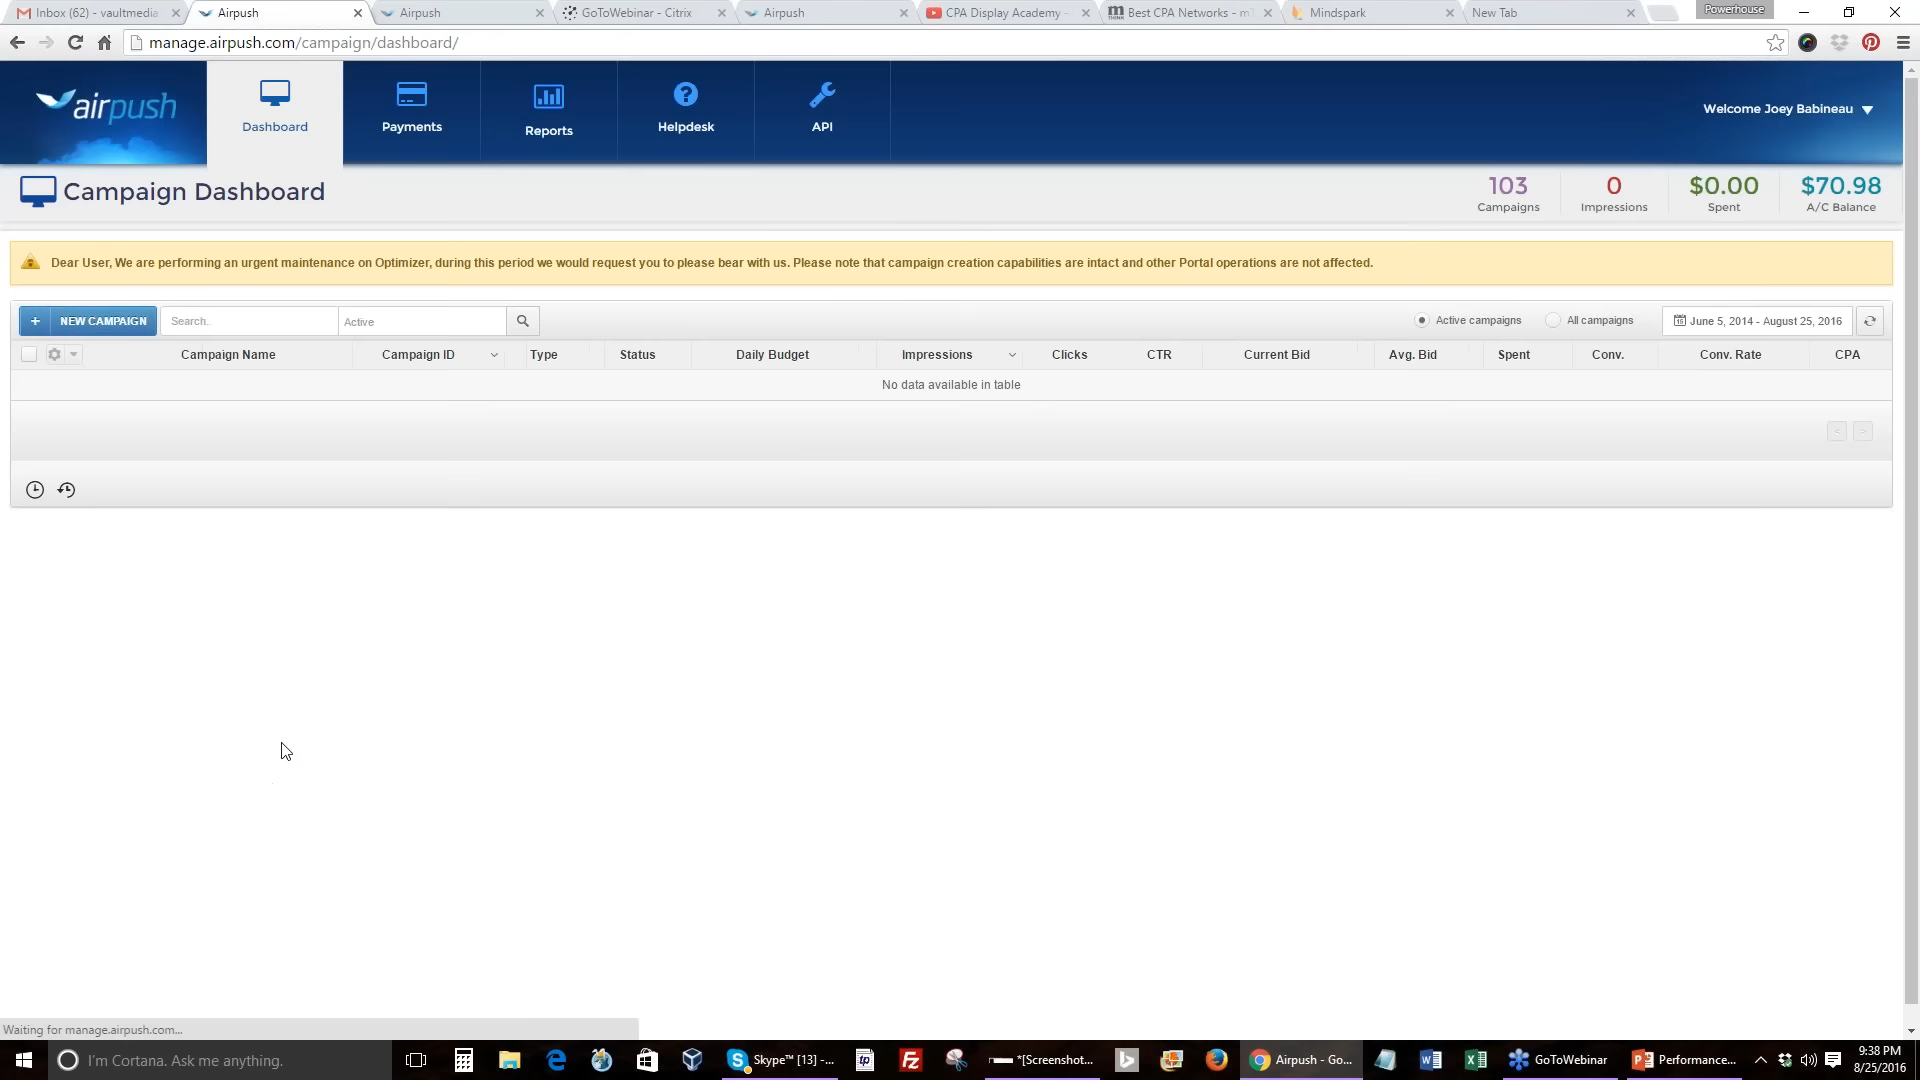 Inbox (62) - vaultmedia
Airpush
Airpush
GoToWebinar - Citrix
Airpush
CPA Display Academy -
Best CPA Networks - mT
Mindspark
New Tab
Powerhouse
manage.airpush.com/campaign/dashboard/
airpush
Dashboard
Payments
Reports
Helpdesk
API
Welcome Joey Babineau
Campaign Dashboard
103
Campaigns
0
Impressions
$0.00
Spent
$70.98
A/C Balance
Dear User, We are performing an urgent maintenance on Optimizer, during this period we would request you to please bear with us. Please note that campaign creation capabilities are intact and other Portal operations are not affected.
+ NEW CAMPAIGN
Search..
Active
Active campaigns
All campaigns
June 5, 2014 - August 25, 2016
Campaign Name
Campaign ID
Type
Status
Daily Budget
Impressions
Clicks
CTR
Current Bid
Avg. Bid
Spent
Conv.
Conv. Rate
CPA
No data available in table
< >
Waiting for manage.airpush.com...
I'm Cortana. Ask me anything.
Skype™ [13] -...
*[Screenshot...
Airpush - Go...
GoToWebinar
Performance...
9:38 PM
8/25/2016